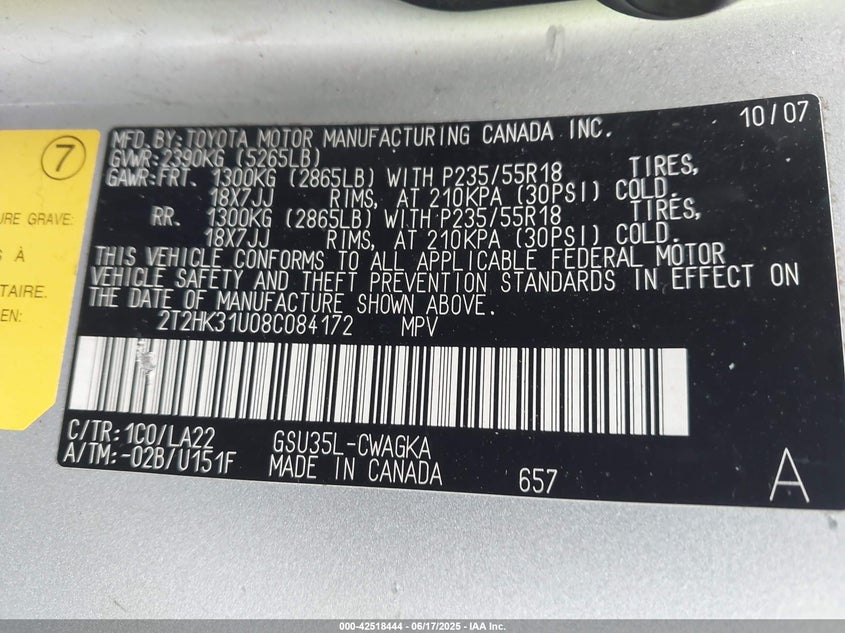 7
URE GRAVE:
À
TAIRE.
EN:
10/07
MFD. BY: TOYOTA MOTOR MANUFACTURING CANADA INC.
GVWR: 2390KG (5265LB)
GAWR: FRT. 1300KG (2865LB) WITH P235/55R18 TIRES,
18X7JJ RIMS, AT 210KPA (30PSI) COLD.
RR. 1300KG (2865LB) WITH P235/55R18 TIRES,
18X7JJ RIMS, AT 210KPA (30PSI) COLD.
THIS VEHICLE CONFORMS TO ALL APPLICABLE FEDERAL MOTOR
VEHICLE SAFETY AND THEFT PREVENTION STANDARDS IN EFFECT ON
THE DATE OF MANUFACTURE SHOWN ABOVE.
2T2HK31U08C084172 MPV
C/TR: 1C0/LA22 GSU35L-CWAGKA
A/TM: -02B/U151F MADE IN CANADA 657 A
000-42518444 - 06/17/2025 - IAA Inc.